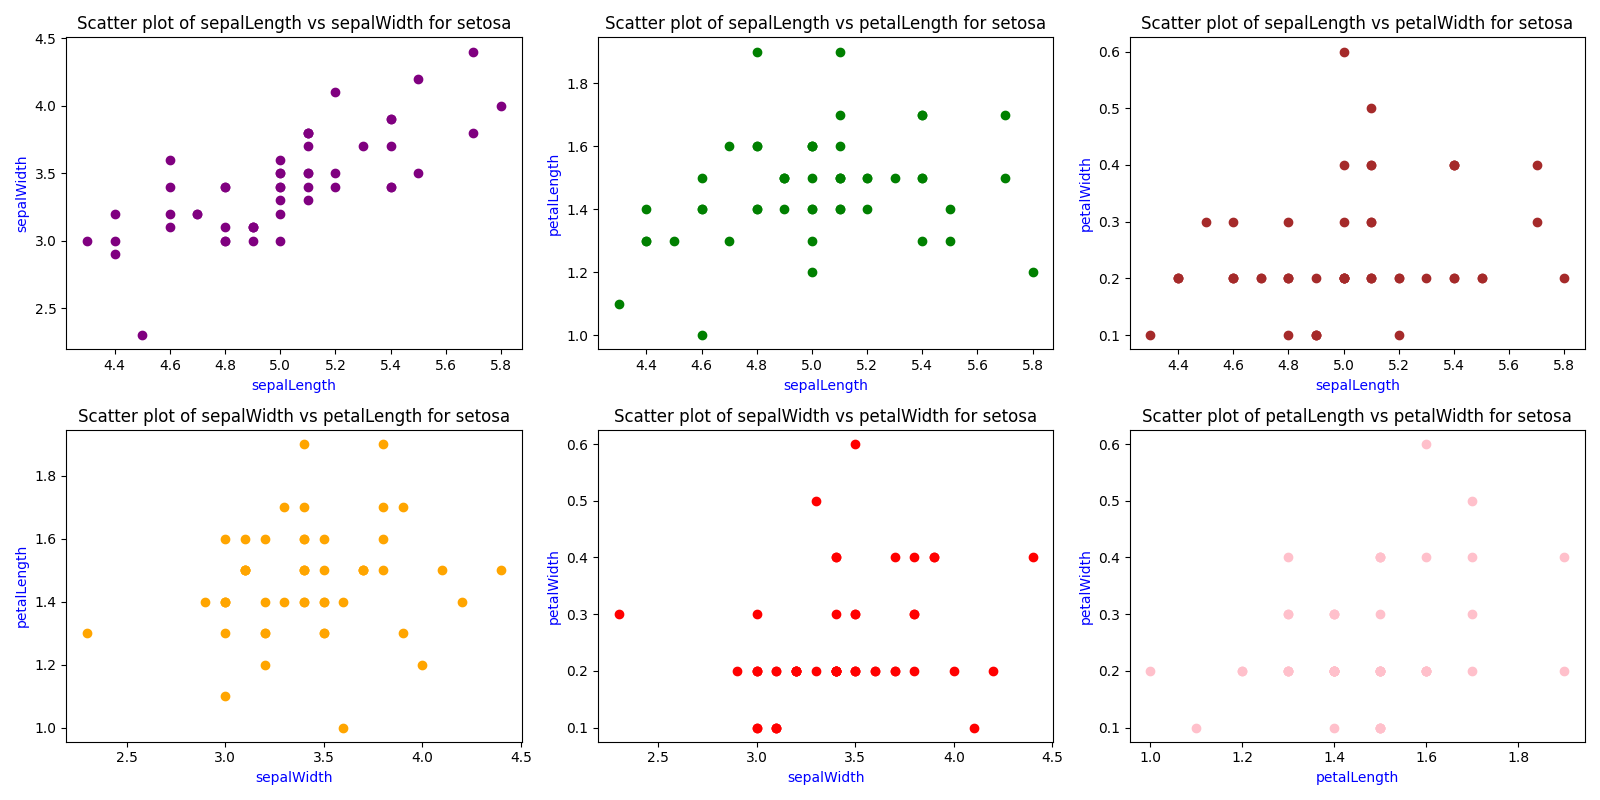 Scatter plot of sepalLength vs sepalWidth for setosa
4.5
4.0
3.5
3.0
2.5
sepalWidth
4.4 4.6 4.8 5.0 5.2 5.4 5.6 5.8
sepalLength
Scatter plot of sepalLength vs petalLength for setosa
1.8
1.6
1.4
1.2
1.0
petalLength
4.4 4.6 4.8 5.0 5.2 5.4 5.6 5.8
sepalLength
Scatter plot of sepalLength vs petalWidth for setosa
0.6
0.5
0.4
0.3
0.2
0.1
petalWidth
4.4 4.6 4.8 5.0 5.2 5.4 5.6 5.8
sepalLength
Scatter plot of sepalWidth vs petalLength for setosa
1.8
1.6
1.4
1.2
1.0
petalLength
2.5 3.0 3.5 4.0 4.5
sepalWidth
Scatter plot of sepalWidth vs petalWidth for setosa
0.6
0.5
0.4
0.3
0.2
0.1
petalWidth
2.5 3.0 3.5 4.0 4.5
sepalWidth
Scatter plot of petalLength vs petalWidth for setosa
0.6
0.5
0.4
0.3
0.2
0.1
petalWidth
1.0 1.2 1.4 1.6 1.8
petalLength